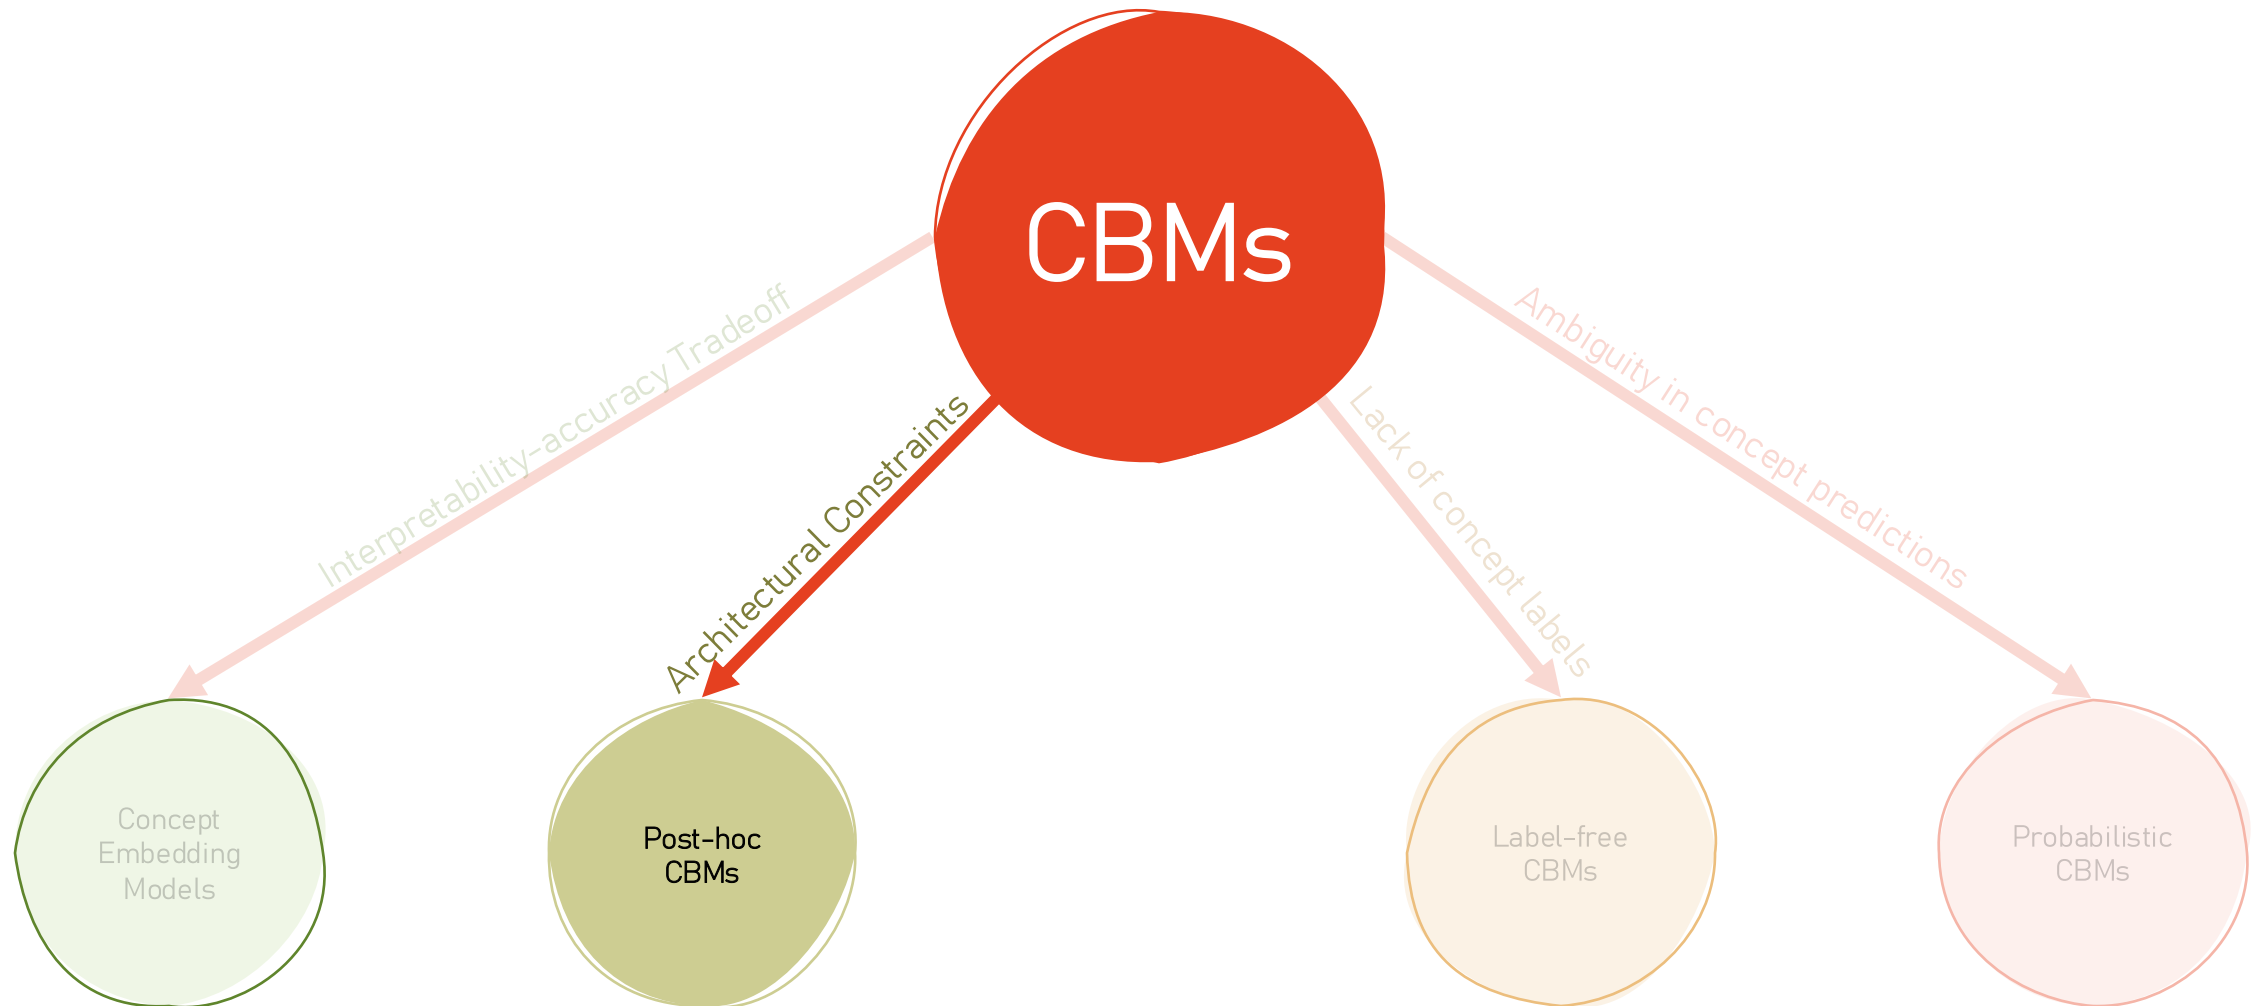 CBMs
Interpretability-accuracy Tradeoff
Architectural Constraints
Lack of concept labels
Ambiguity in concept predictions
Concept
Embedding
Models
Post-hoc
CBMs
Label-free
CBMs
Probabilistic
CBMs